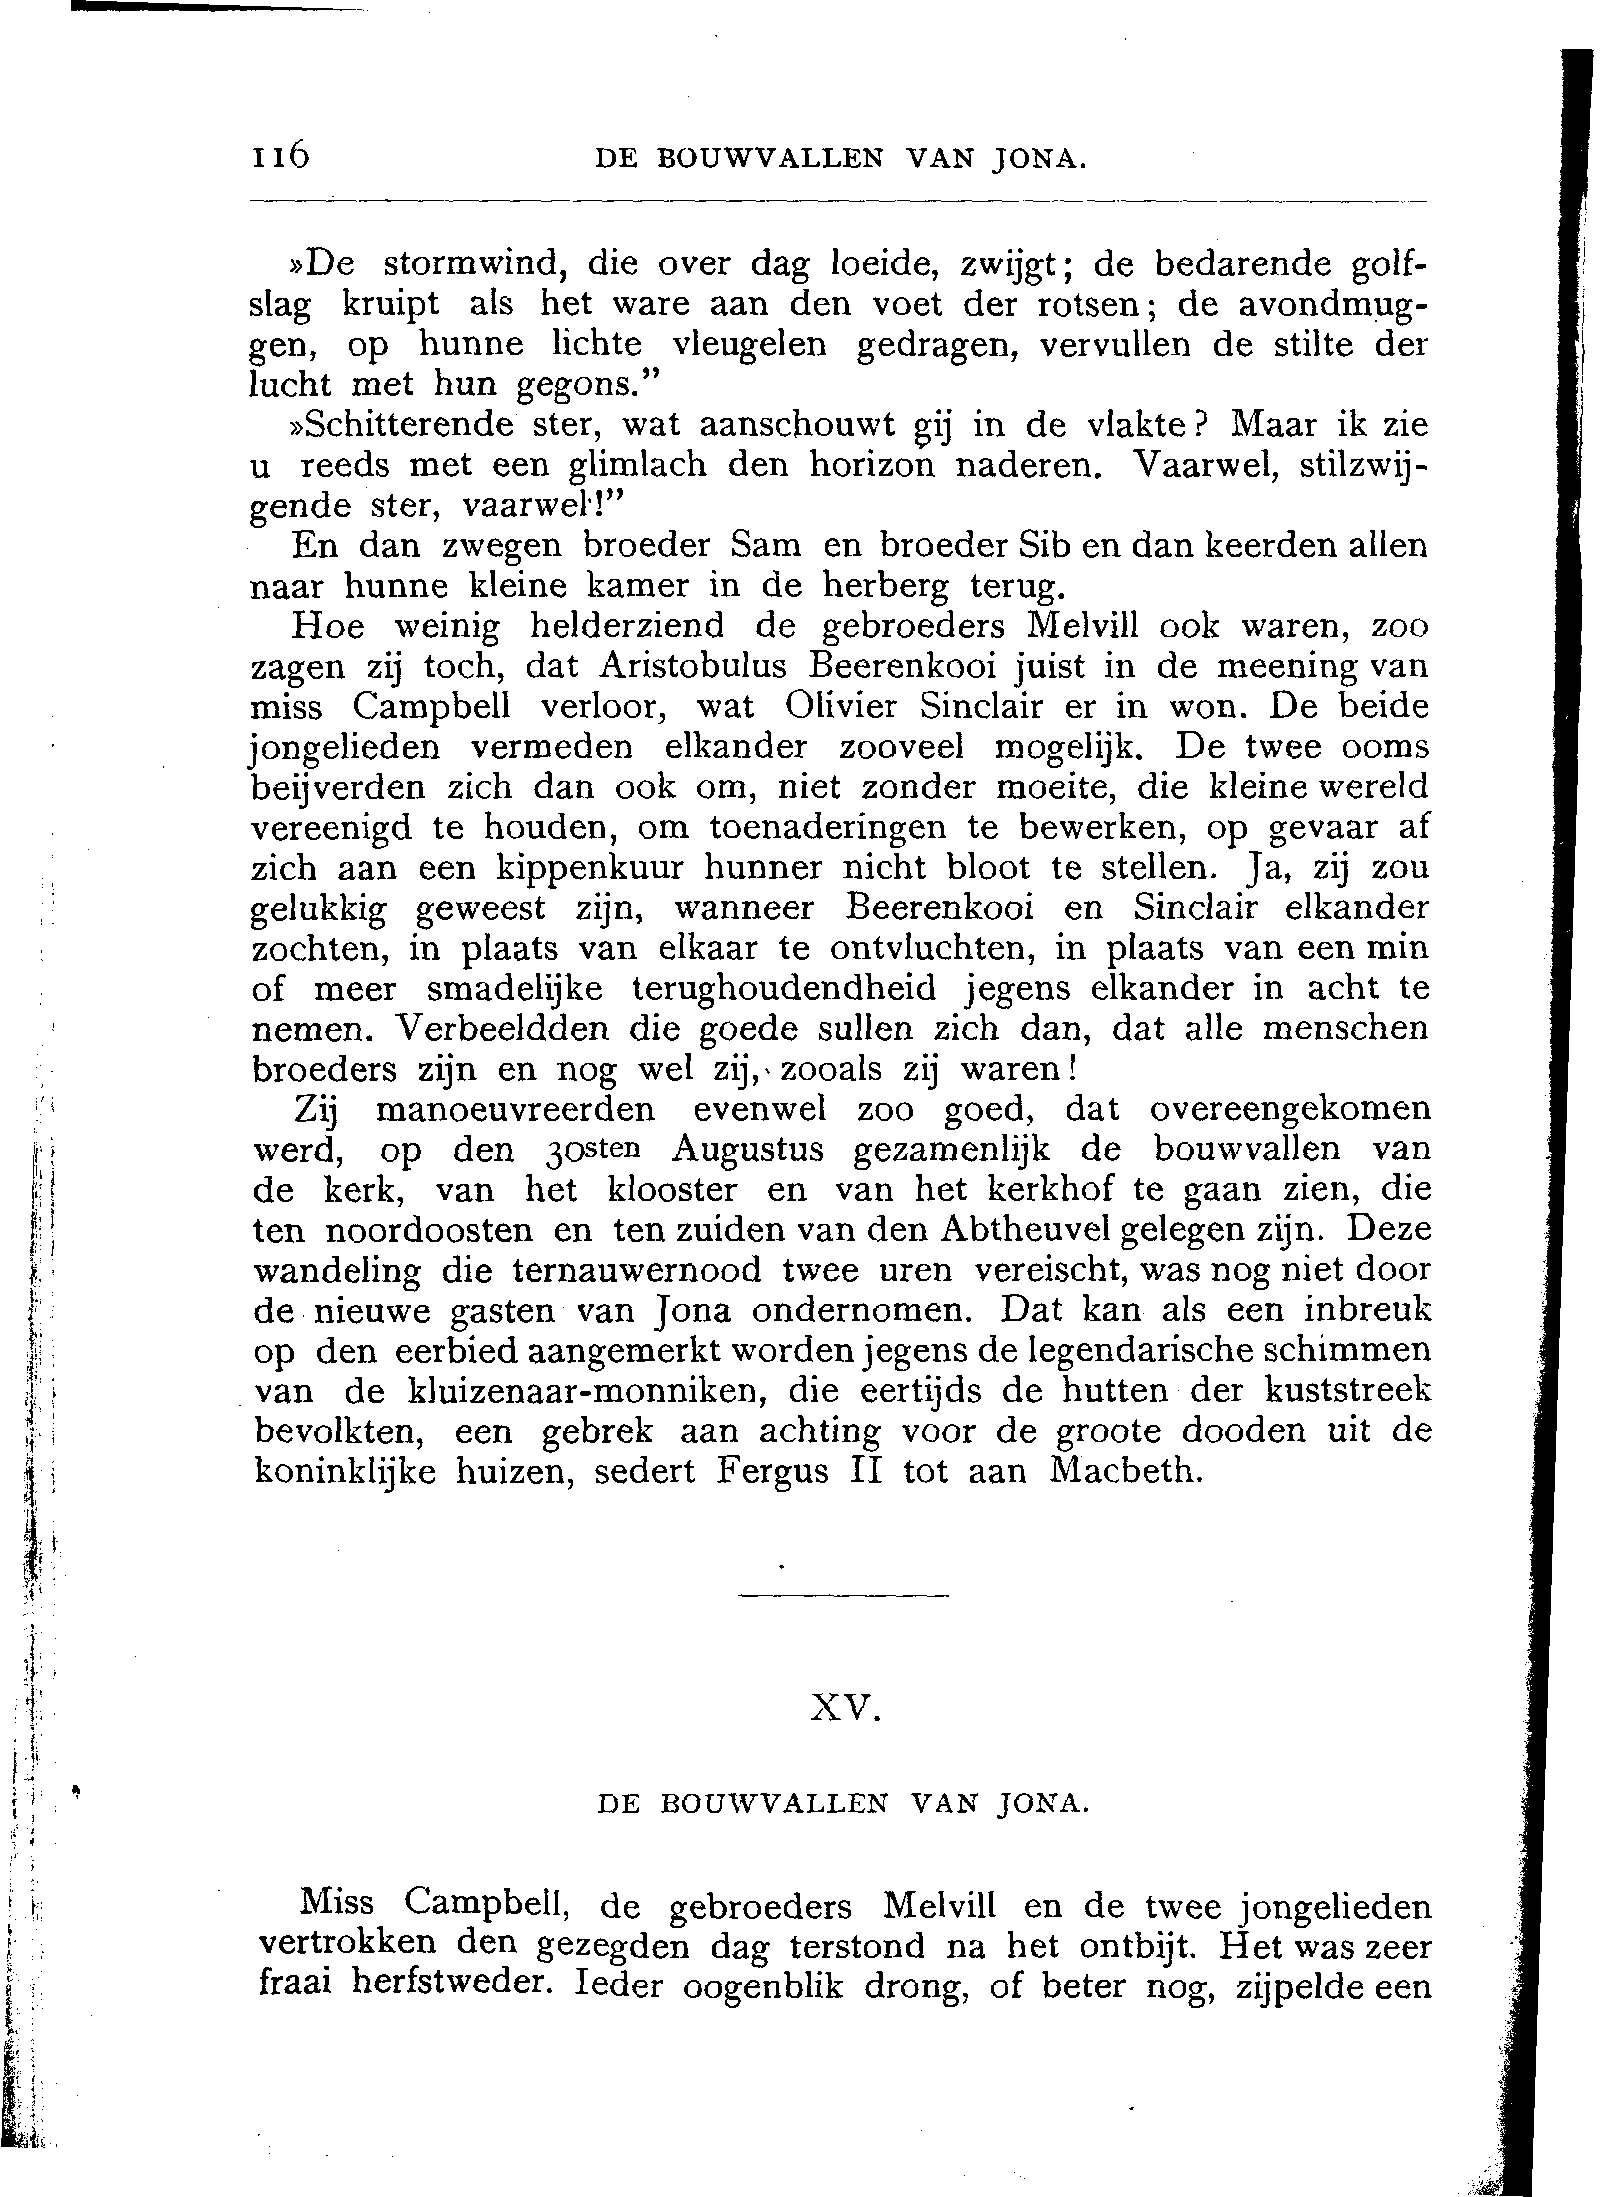 116 DE BOUWVALLEN VAN JONA.
»De stormwind, die over dag loeide, zwijgt; de bedarende golf-
slag kruipt als het ware aan den voet der rotsen; de avondmug-
gen, op hunne lichte vleugelen gedragen, vervullen de stilte der
lucht met hun gegons.”
»Schitterende ster, wat aanschouwt gij in de vlakte? Maar ik zie
u reeds met een glimlach den horizon naderen. Vaarwel, stilzwij-
gende ster, vaarwel!”
En dan zwegen broeder Sam en broeder Sib en dan keerden allen
naar hunne kleine kamer in de herberg terug.
Hoe weinig helderziend de gebroeders Melvill ook waren, zoo
zagen zij toch, dat Aristobulus Beerenkooi juist in de meening van
miss Campbell verloor, wat Olivier Sinclair er in won. De beide
jongelieden vermeden elkander zooveel mogelijk. De twee ooms
beijverden zich dan ook om, niet zonder moeite, die kleine wereld
vereenigd te houden, om toenaderingen te bewerken, op gevaar af
zich aan een kippenkuur hunner nicht bloot te stellen. Ja, zij zou
gelukkig geweest zijn, wanneer Beerenkooi en Sinclair elkander
zochten, in plaats van elkaar te ontvluchten, in plaats van een min
of meer smadelijke terughoudendheid jegens elkander in acht te
nemen. Verbeeldden die goede sullen zich dan, dat alle menschen
broeders zijn en nog wel zij, zooals zij waren!
Zij manoeuvreerden evenwel zoo goed, dat overeengekomen
werd, op den 30sten Augustus gezamenlijk de bouwvallen van
de kerk, van het klooster en van het kerkhof te gaan zien, die
ten noordoosten en ten zuiden van den Abtheuvel gelegen zijn. Deze
wandeling die ternauwernood twee uren vereischt, was nog niet door
de nieuwe gasten van Jona ondernomen. Dat kan als een inbreuk
op den eerbied aangemerkt worden jegens de legendarische schimmen
van de kluizenaar-monniken, die eertijds de hutten der kuststreek
bevolkten, een gebrek aan achting voor de groote dooden uit de
koninklijke huizen, sedert Fergus II tot aan Macbeth.
XV.
DE BOUWVALLEN VAN JONA.
Miss Campbell, de gebroeders Melvill en de twee jongelieden
vertrokken den gezegden dag terstond na het ontbijt. Het was zeer
fraai herfstweder. Ieder oogenblik drong, of beter nog, zijpelde een